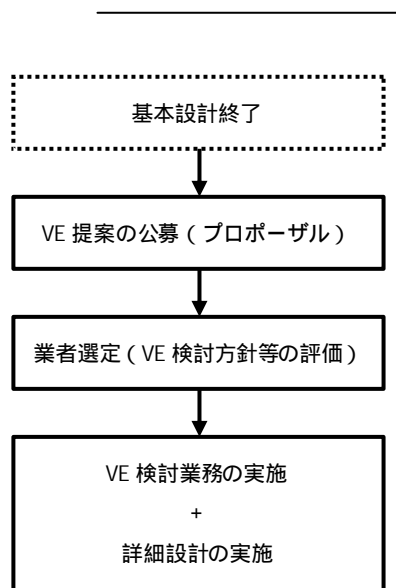 基本設計終了
VE 提案の公募（プロポーザル）
業者選定（VE 検討方針等の評価）
VE 検討業務の実施
+
詳細設計の実施